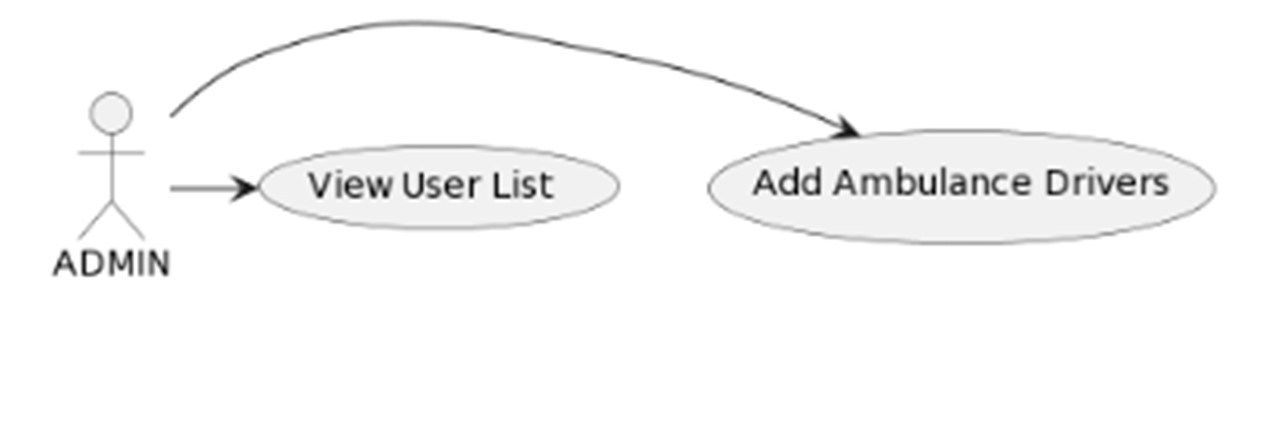 View User List
Add Ambulance Drivers
ADMIN